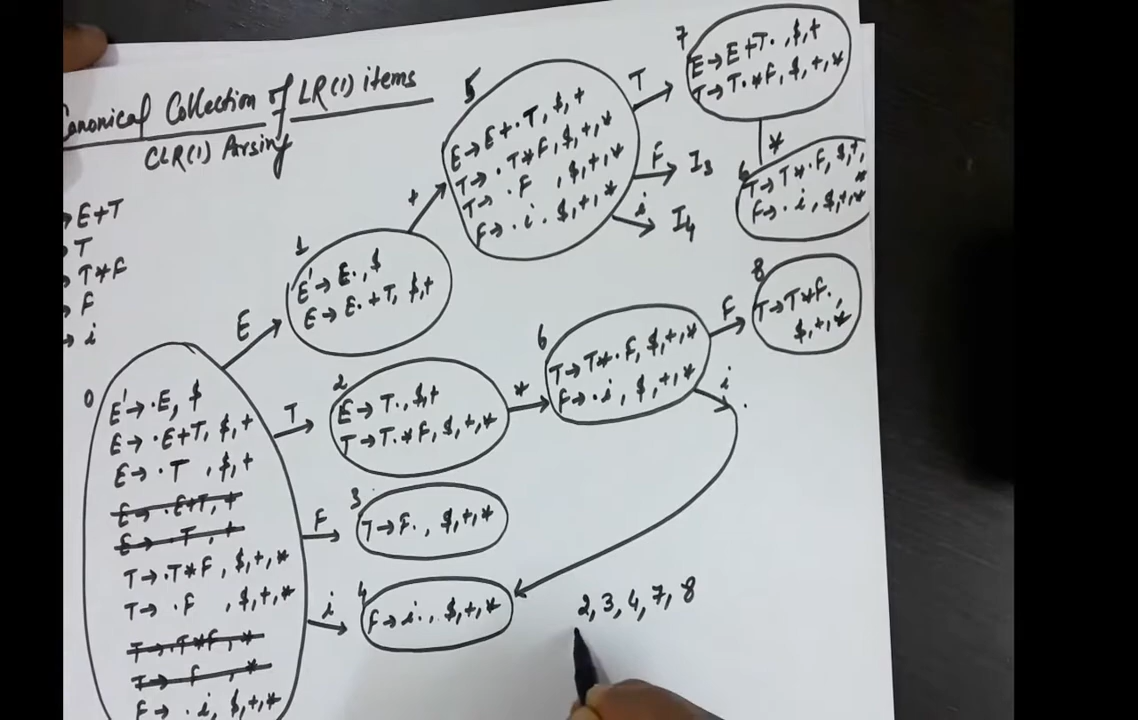 Canonical Collection of LR(1) items
CLR(1) Parsing
→ E+T
→ T
→ T*F
→ F
→ i
0
E' → .E, $
E → .E+T, $,+
E → .T , $,+
E → .E+T, +
E → .T, +
T → .T*F, $,+,*
T → .F , $,+,*
T → .T*F, *
T → F , *
F → .i, $,+,*
E
1
E' → E., $
E → E.+T, $,+
+
5
E → E+.T, $,+
T → .T*F, $,+,*
T → .F , $,+,*
F → .i. $,+,*
T
7
E → E+T. ,$,+
T → T.*F, $,+,*
*
6
T → T*.F, $,+,*
F → .i, $,+,*
F
I3
i
I4
T
2
E → T., $,+
T → T.*F, $,+,*
*
6
T → T*.F, $,+,*
F → .i, $,+,*
F
8
T → T*F. ,
$,+,*
i
F
3
T → F., $,+,*
i
4
F → i., $,+,*
2, 3, 4, 7, 8